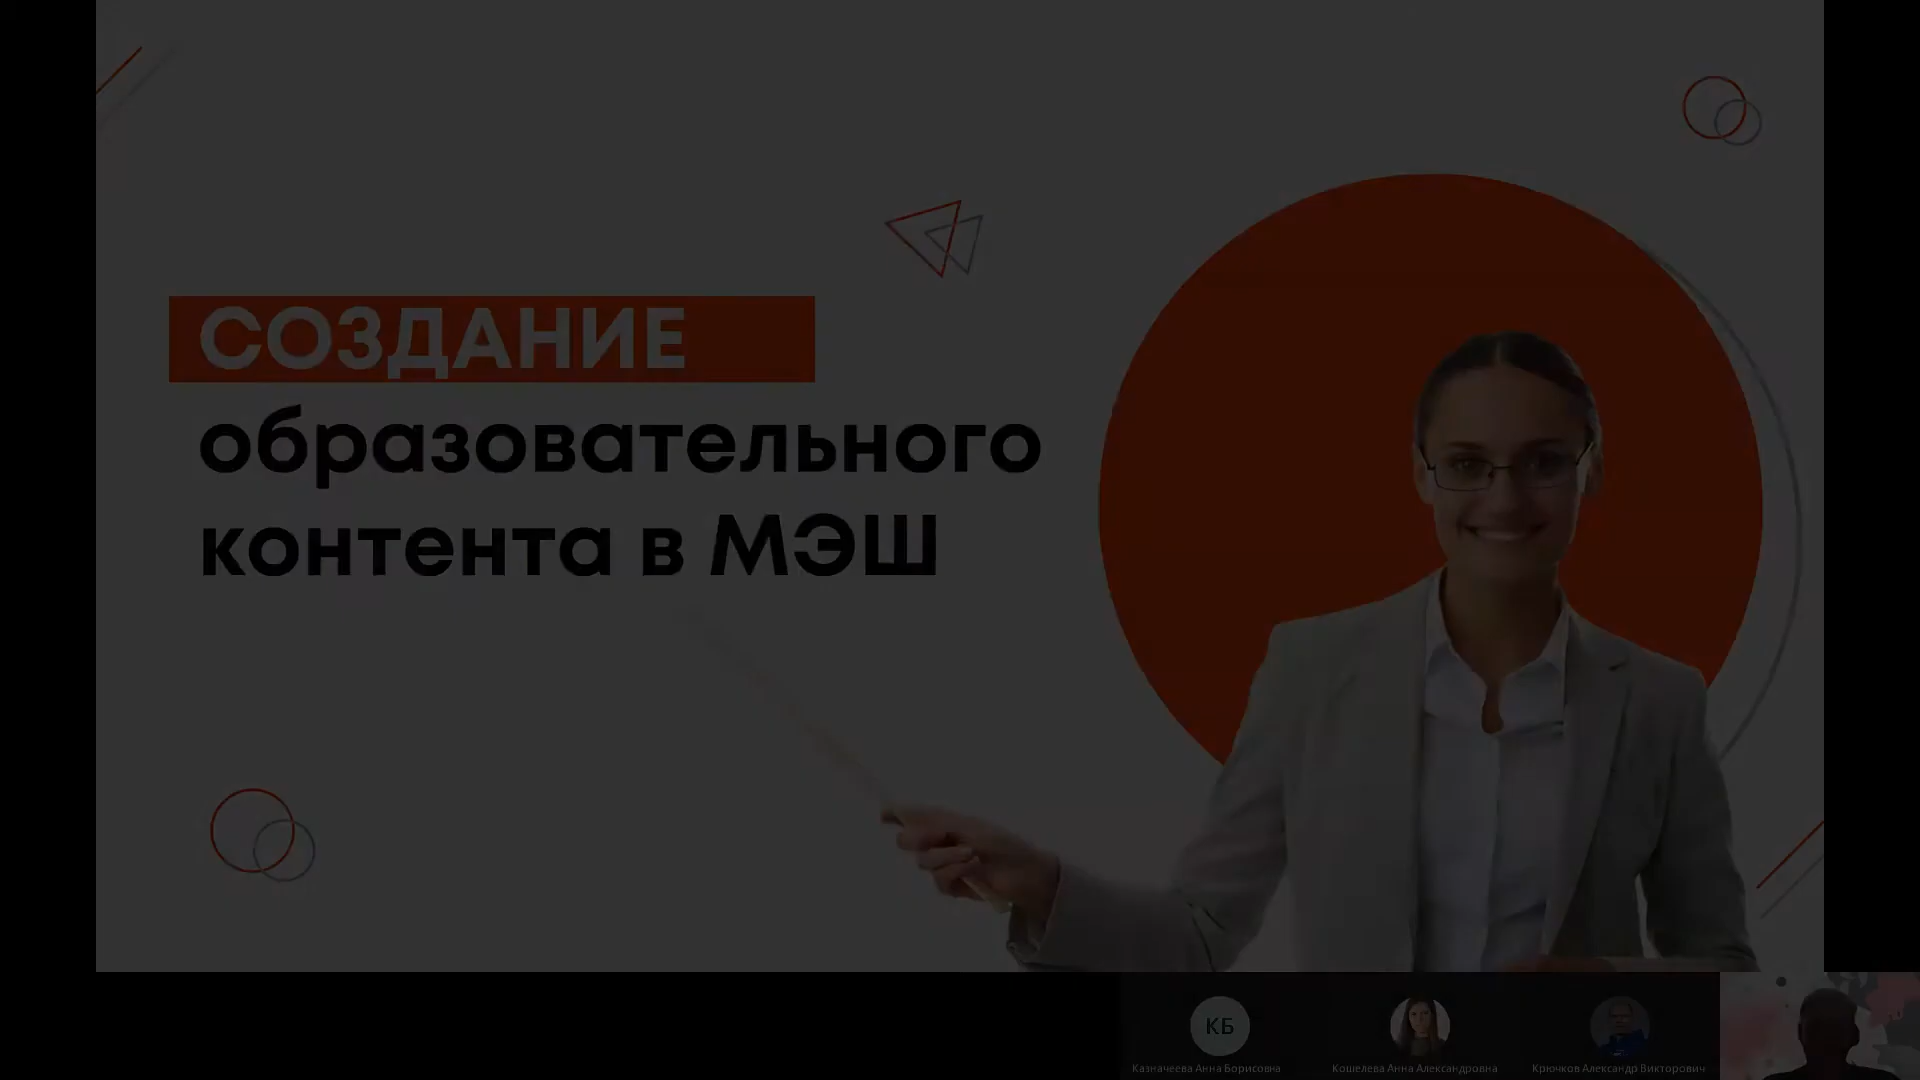 СОЗДАНИЕ
образовательного
контента в МЭШ
КБ
Казначеева Анна Борисовна
Кошелева Анна Александровна
Крючков Александр Викторович